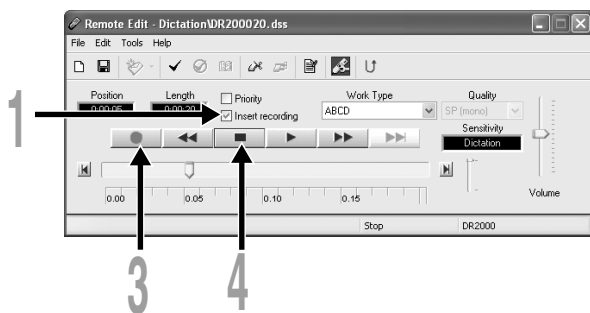 Remote Edit - Dictation\DR200020.dss
File Edit Tools Help
Position Length Priority Work Type Quality
0:00:05 0:00:20 Insert recording ABCD SP (mono)
Sensitivity
Dictation
Volume
0.00 0.05 0.10 0.15
Stop DR2000
1
3
4